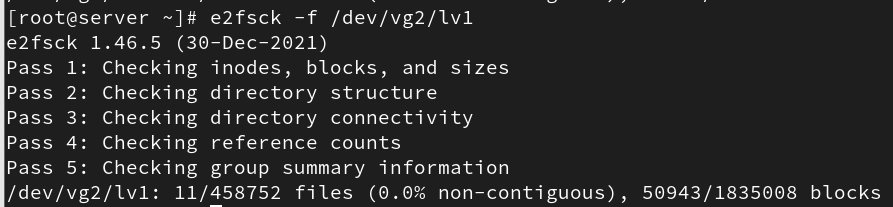 [root@server ~]# e2fsck -f /dev/vg2/lv1
e2fsck 1.46.5 (30-Dec-2021)
Pass 1: Checking inodes, blocks, and sizes
Pass 2: Checking directory structure
Pass 3: Checking directory connectivity
Pass 4: Checking reference counts
Pass 5: Checking group summary information
/dev/vg2/lv1: 11/458752 files (0.0% non-contiguous), 50943/1835008 blocks